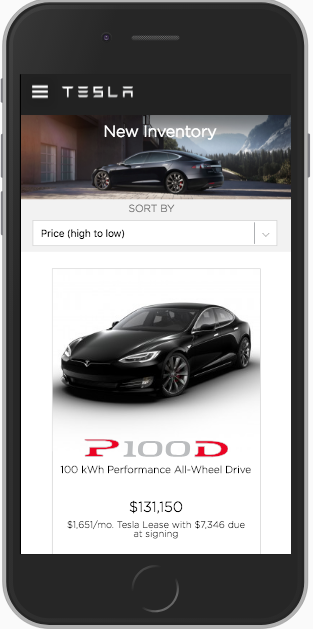 TESLA
New Inventory
SORT BY
Price (high to low)
P100D
100 kWh Performance All-Wheel Drive
$131,150
$1,651/mo. Tesla Lease with $7,346 due
at signing